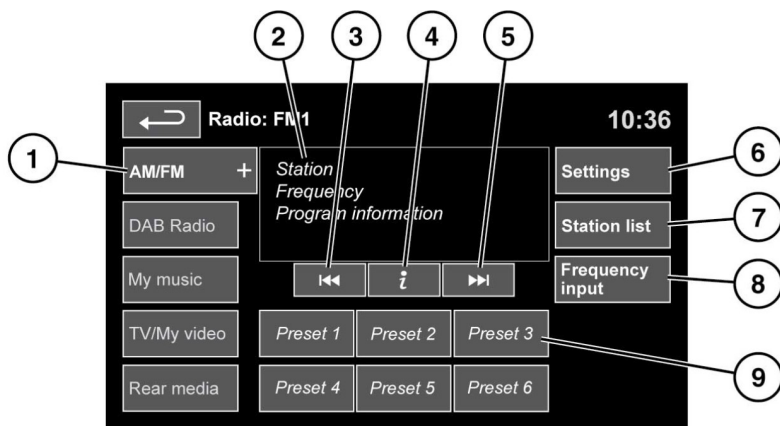 2 3 4 5
Radio: FM1 10:36
1 AM/FM + Station Settings 6
Frequency
Program information
DAB Radio Station list 7
My music i Frequency input 8
TV/My video Preset 1 Preset 2 Preset 3
Rear media Preset 4 Preset 5 Preset 6 9